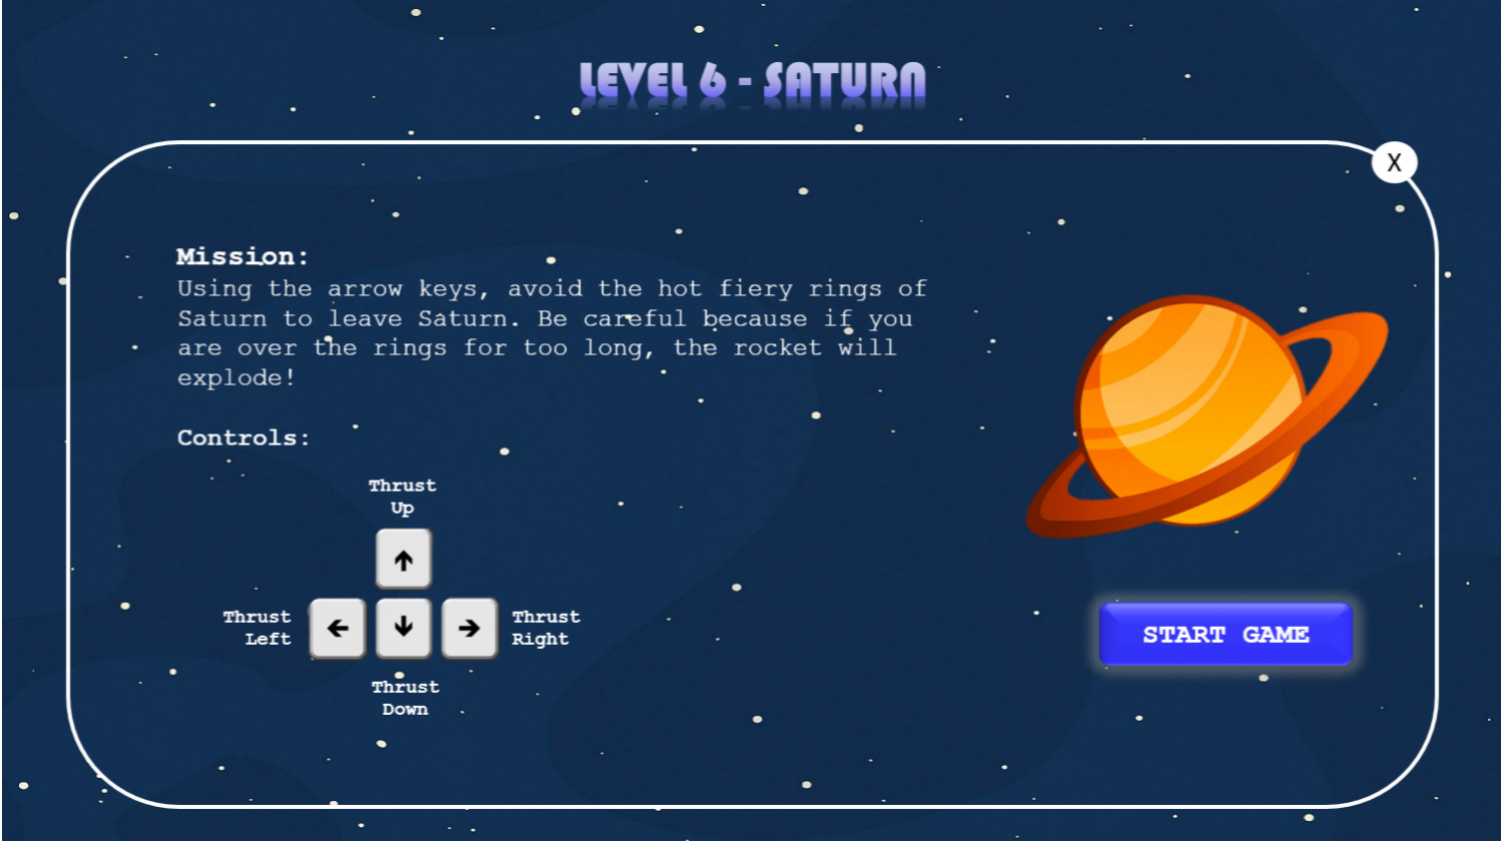 LEVEL 6 - SATURN
X
Mission:
Using the arrow keys, avoid the hot fiery rings of
Saturn to leave Saturn. Be careful because if you
are over the rings for too long, the rocket will
explode!
Controls:
Thrust
Up
↑
Thrust
Left
← ↓ →
Thrust
Right
Thrust
Down
START GAME